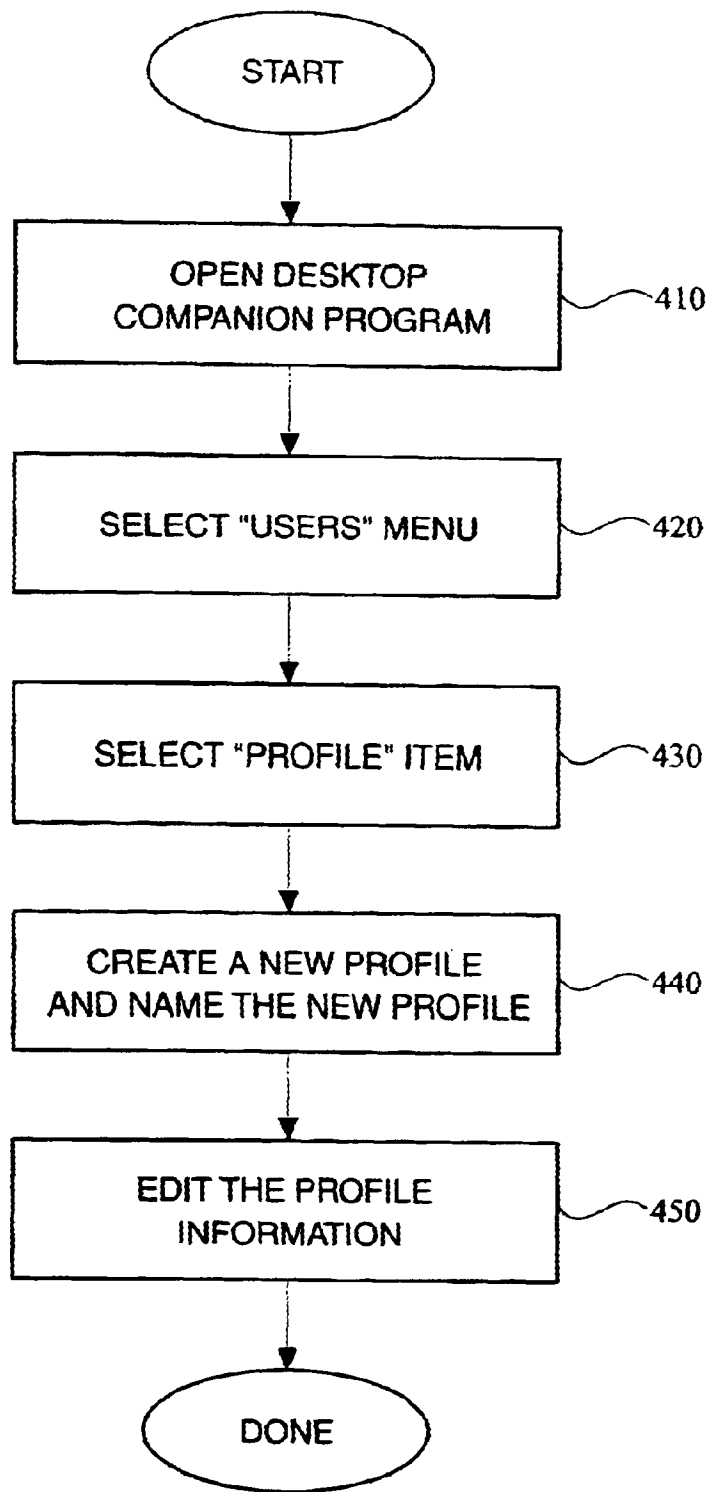 START
OPEN DESKTOP
COMPANION PROGRAM
410
SELECT "USERS" MENU
420
SELECT "PROFILE" ITEM
430
CREATE A NEW PROFILE
AND NAME THE NEW PROFILE
440
EDIT THE PROFILE
INFORMATION
450
DONE